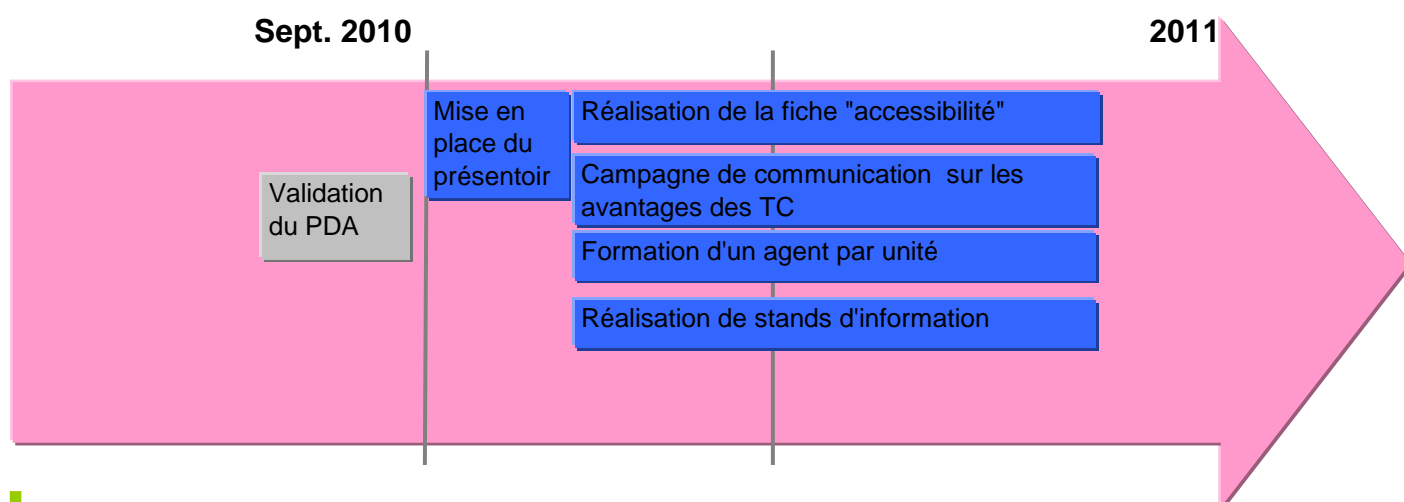 Sept. 2010
2011
Validation
du PDA
Mise en
place du
présentoir
Réalisation de la fiche "accessibilité"
Campagne de communication  sur les
avantages des TC
Formation d'un agent par unité
Réalisation de stands d'information